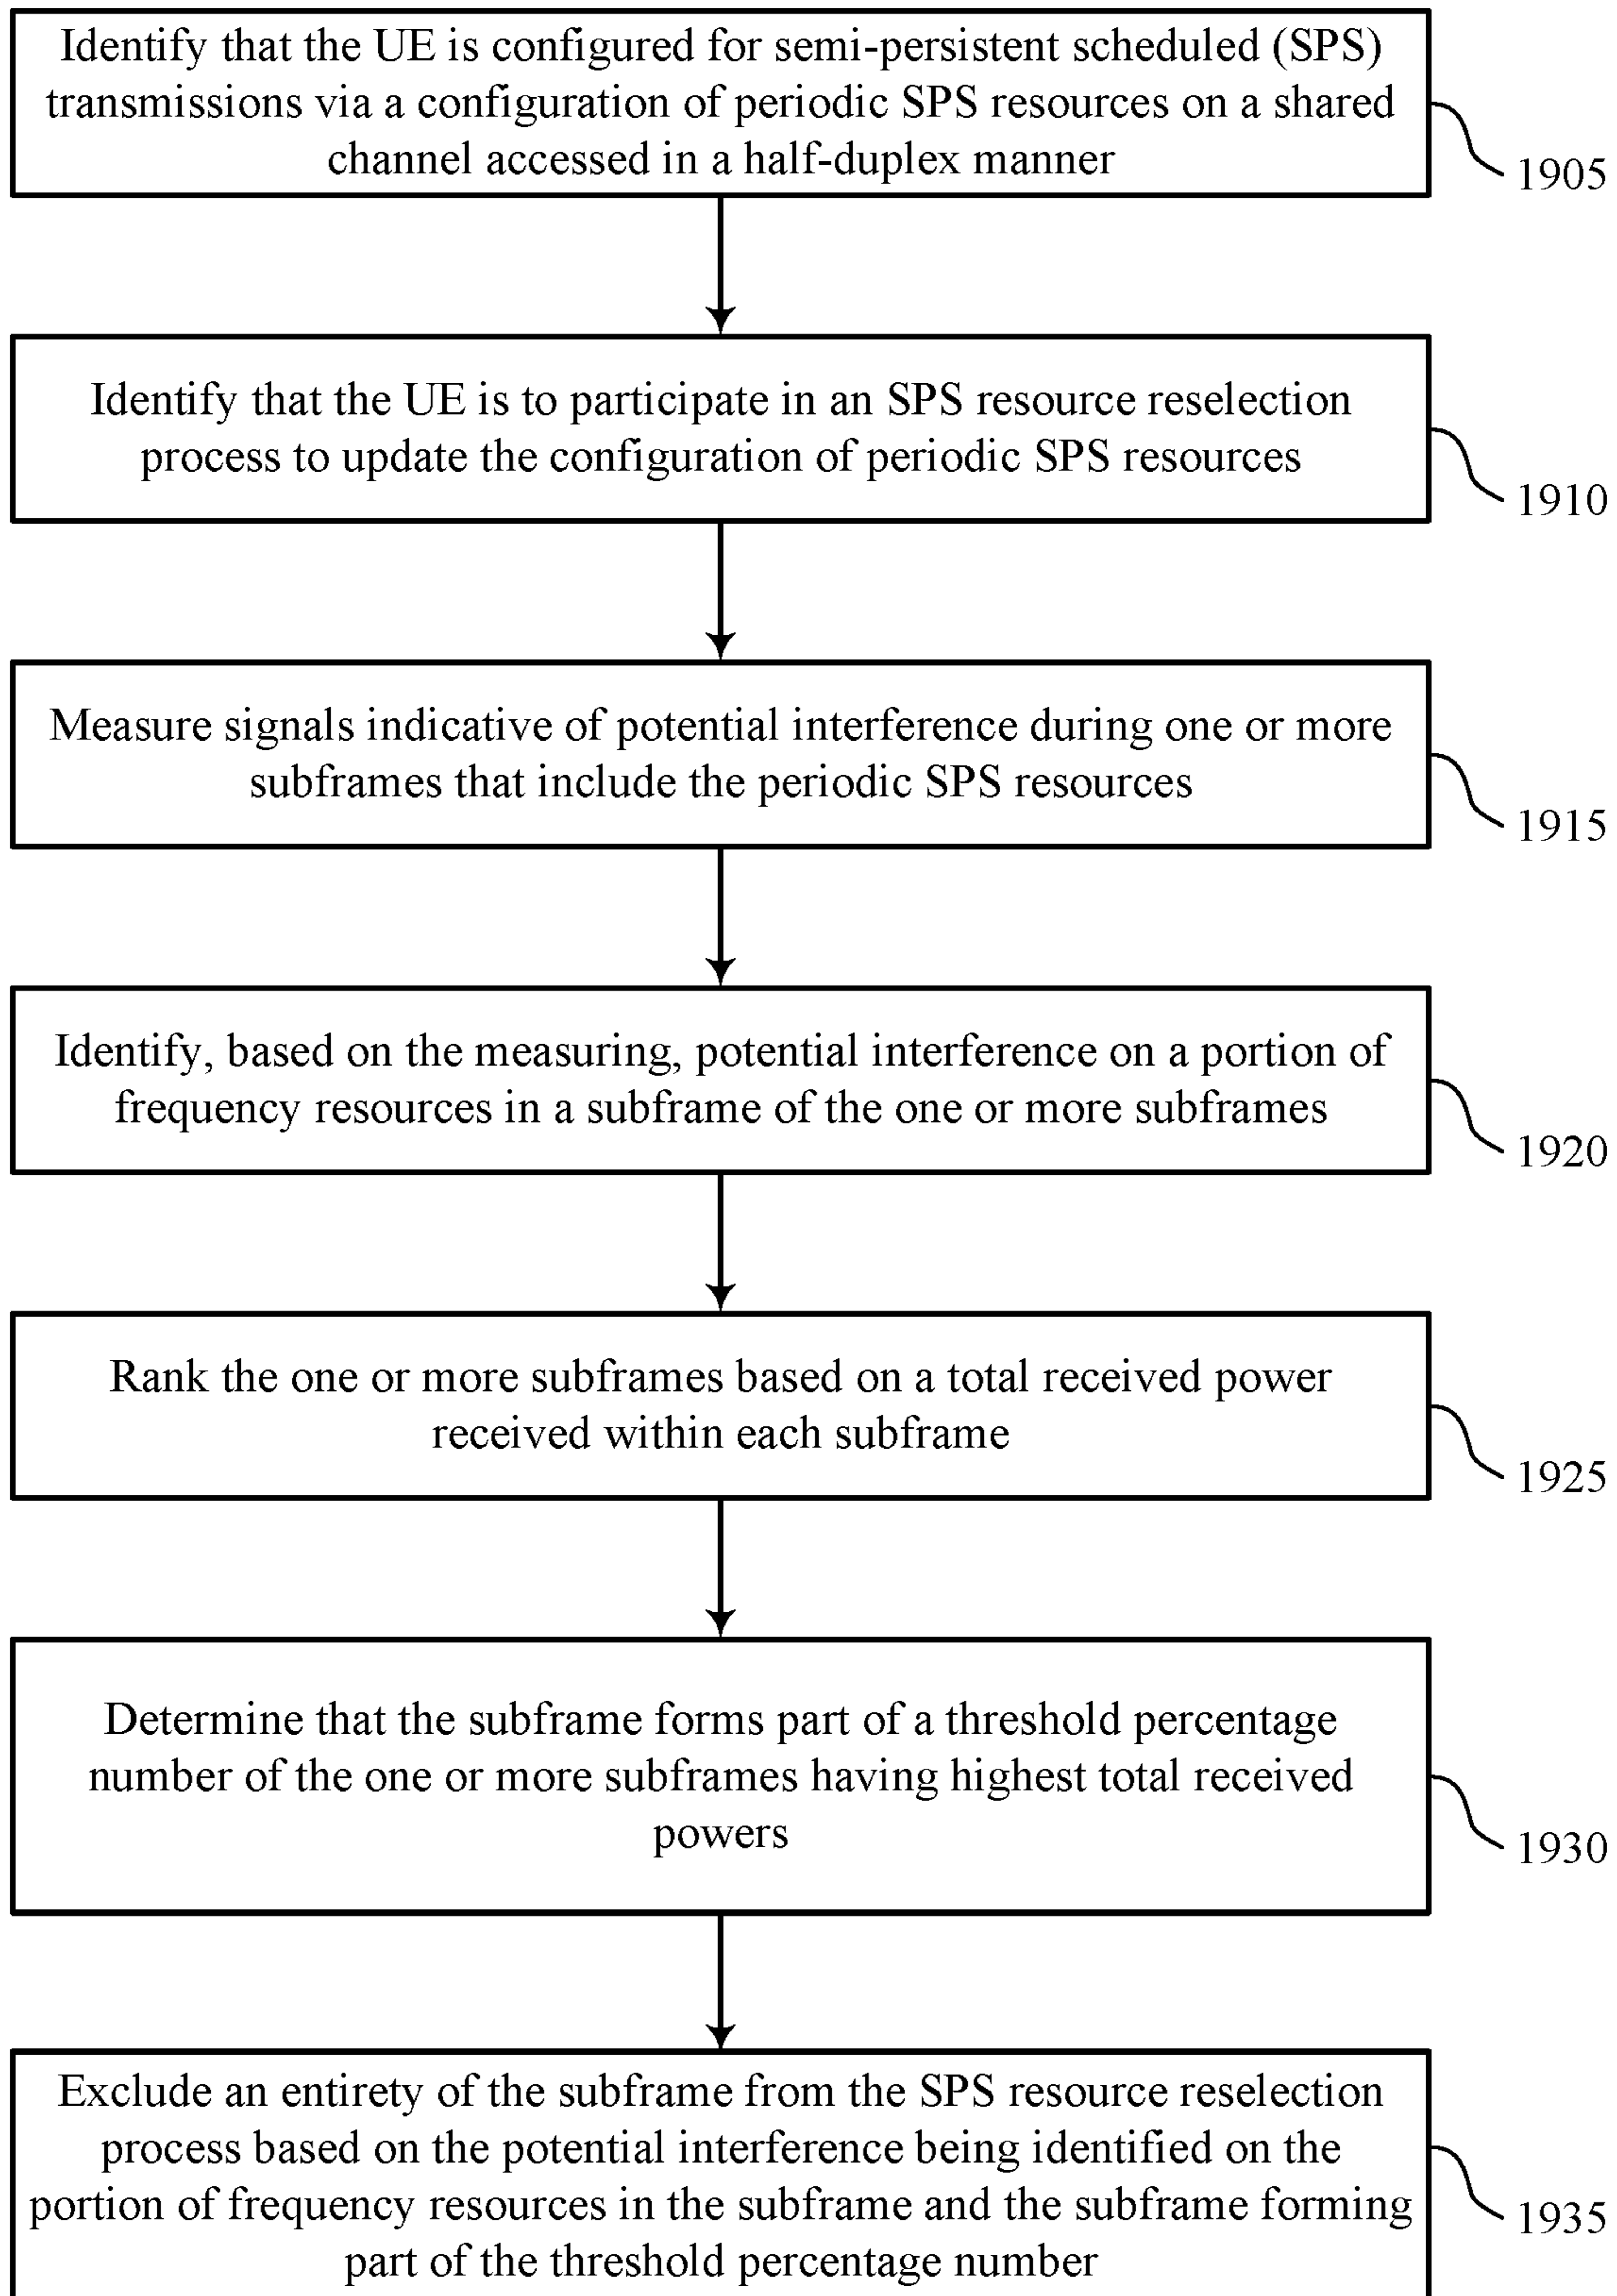 Identify that the UE is configured for semi-persistent scheduled (SPS)
transmissions via a configuration of periodic SPS resources on a shared
channel accessed in a half-duplex manner
1905
Identify that the UE is to participate in an SPS resource reselection
process to update the configuration of periodic SPS resources
1910
Measure signals indicative of potential interference during one or more
subframes that include the periodic SPS resources
1915
Identify, based on the measuring, potential interference on a portion of
frequency resources in a subframe of the one or more subframes
1920
Rank the one or more subframes based on a total received power
received within each subframe
1925
Determine that the subframe forms part of a threshold percentage
number of the one or more subframes having highest total received
powers
1930
Exclude an entirety of the subframe from the SPS resource reselection
process based on the potential interference being identified on the
portion of frequency resources in the subframe and the subframe forming
part of the threshold percentage number
1935